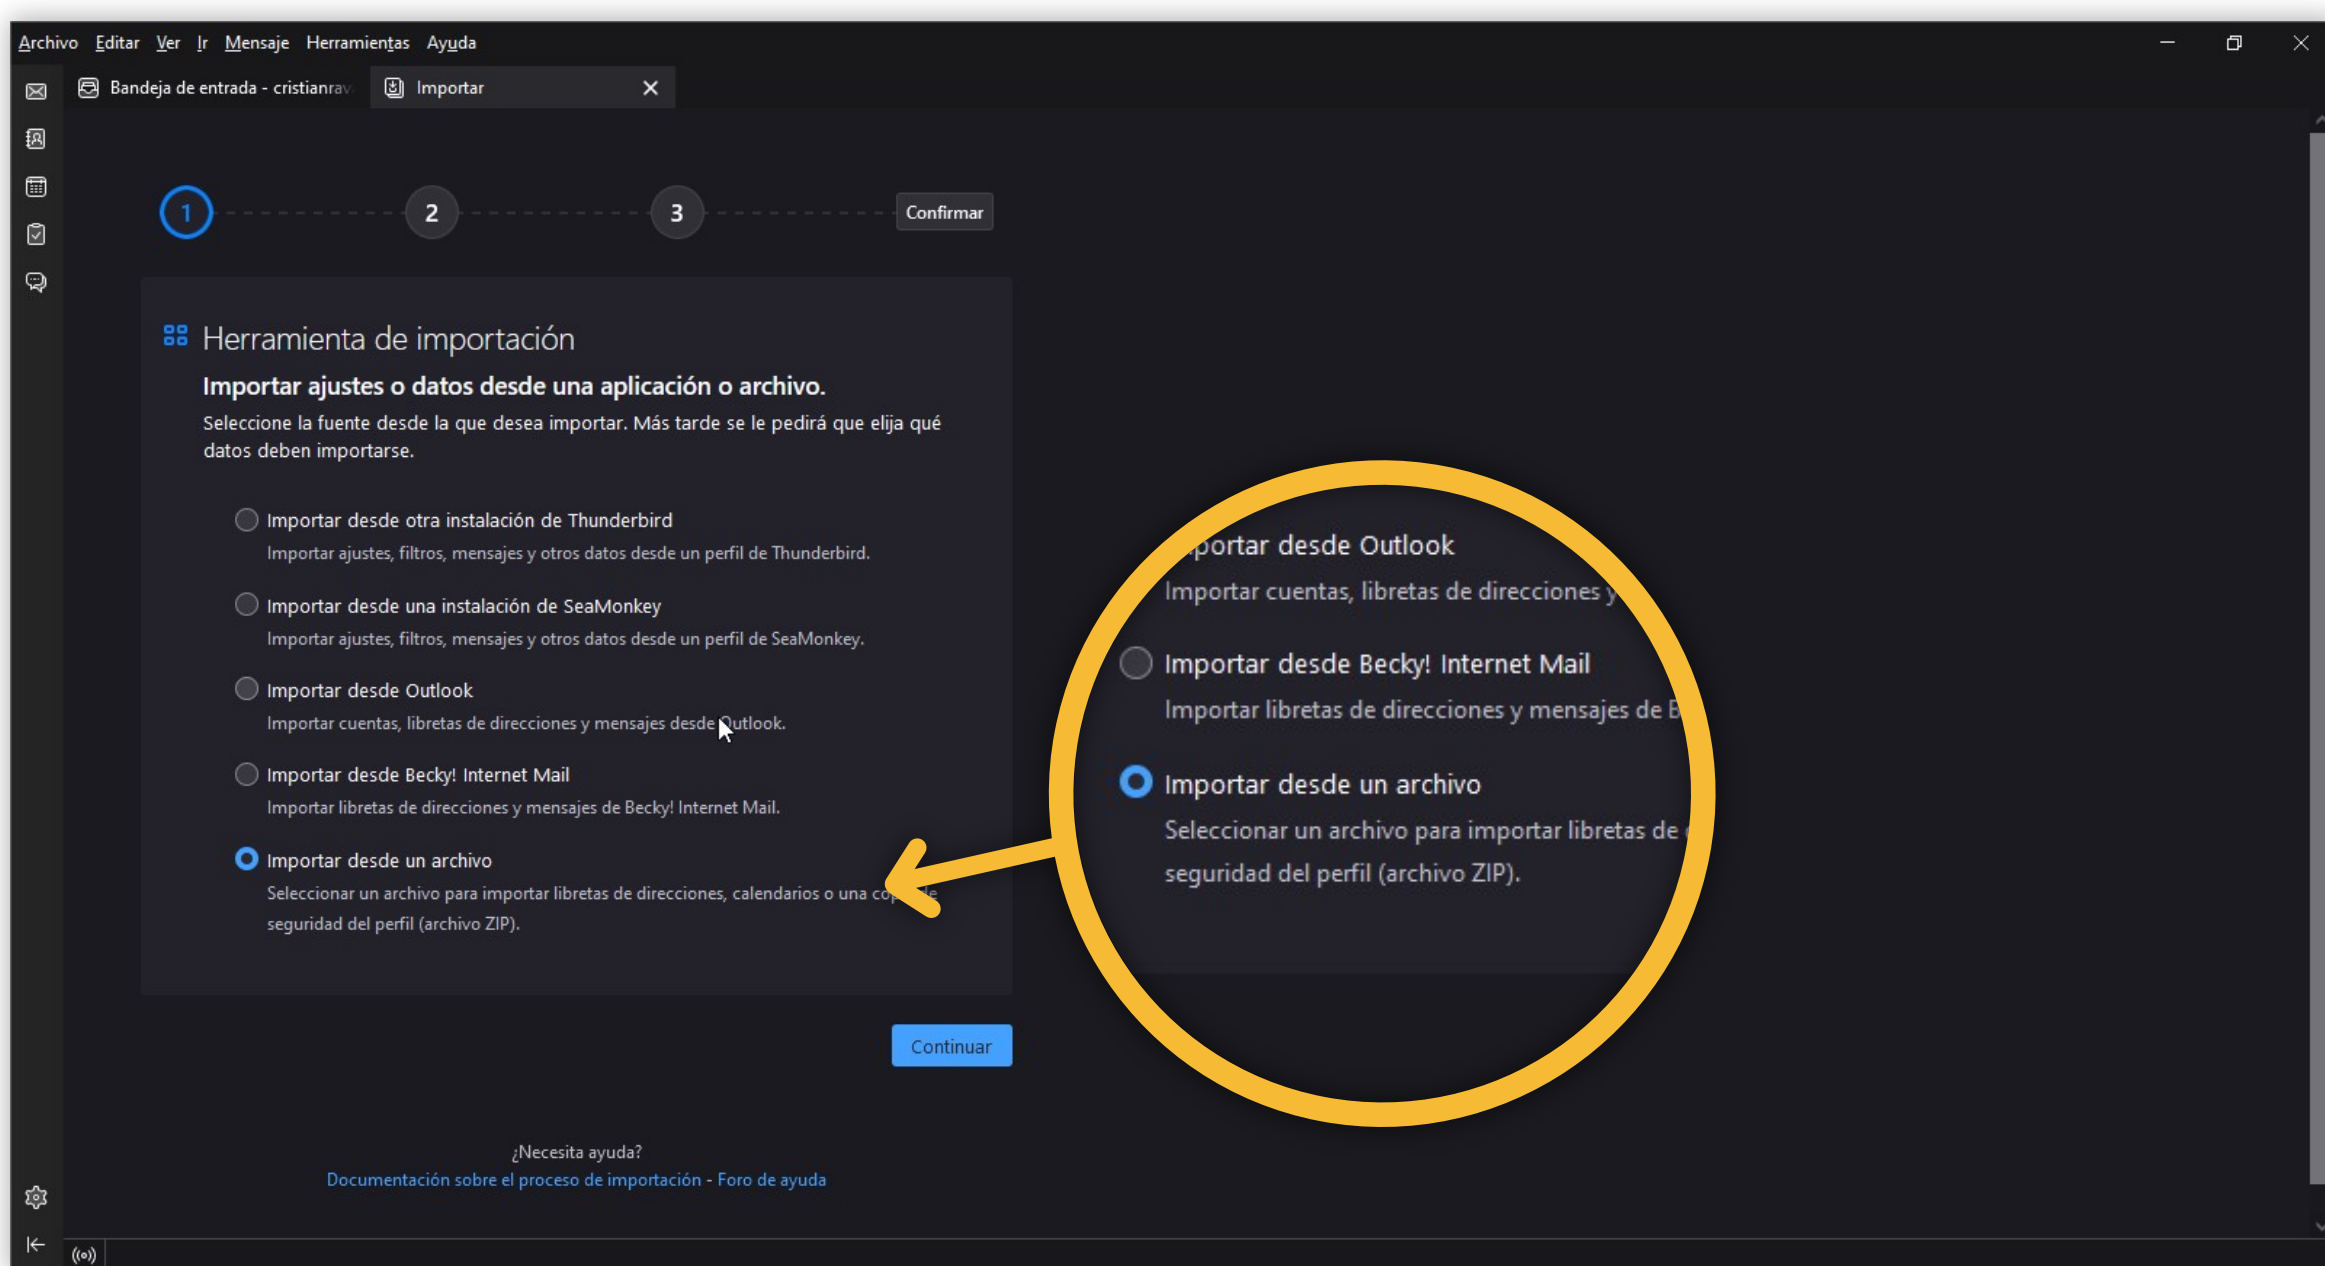 Archivo Editar Ver Ir Mensaje Herramientas Ayuda
Bandeja de entrada - cristianrav
Importar
1
2
3
Confirmar
Herramienta de importación
Importar ajustes o datos desde una aplicación o archivo.
Seleccione la fuente desde la que desea importar. Más tarde se le pedirá que elija qué
datos deben importarse.
Importar desde otra instalación de Thunderbird
Importar ajustes, filtros, mensajes y otros datos desde un perfil de Thunderbird.
Importar desde una instalación de SeaMonkey
Importar ajustes, filtros, mensajes y otros datos desde un perfil de SeaMonkey.
Importar desde Outlook
Importar cuentas, libretas de direcciones y mensajes desde Outlook.
Importar desde Becky! Internet Mail
Importar libretas de direcciones y mensajes de Becky! Internet Mail.
Importar desde un archivo
Seleccionar un archivo para importar libretas de direcciones, calendarios o una
seguridad del perfil (archivo ZIP).
Continuar
¿Necesita ayuda?
Documentación sobre el proceso de importación - Foro de ayuda
portar desde Outlook
Importar cuentas, libretas de direcciones y
Importar desde Becky! Internet Mail
Importar libretas de direcciones y mensajes de B
Importar desde un archivo
Seleccionar un archivo para importar libretas de
seguridad del perfil (archivo ZIP).